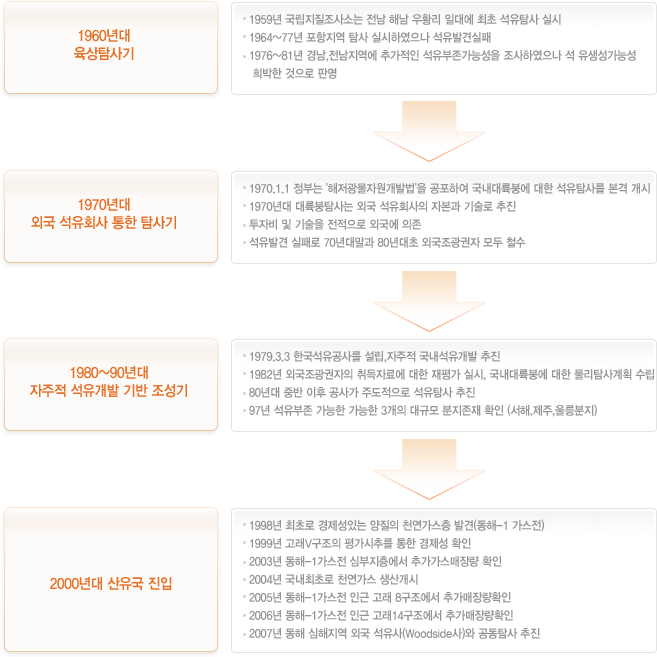 1960년대
육상탐사기
• 1959년 국립지질조사소는 전남 해남 우황리 일대에 최초 석유탐사 실시
• 1964~77년 포항지역 탐사 실시하였으나 석유발견실패
• 1976~81년 경남,전남지역에 추가적인 석유부존가능성을 조사하였으나 석 유생성가능성
희박한 것으로 판명
1970년대
외국 석유회사 통한 탐사기
• 1970.1.1 정부는 '해저광물자원개발법'을 공포하여 국내대륙붕에 대한 석유탐사를 본격 개시
• 1970년대 대륙붕탐사는 외국 석유회사의 자본과 기술로 추진
• 투자비 및 기술을 전적으로 외국에 의존
• 석유발견 실패로 70년대말과 80년대초 외국조광권자 모두 철수
1980~90년대
자주적 석유개발 기반 조성기
• 1979.3.3 한국석유공사를 설립,자주적 국내석유개발 추진
• 1982년 외국조광권자의 취득자료에 대한 재평가 실시, 국내대륙붕에 대한 물리탐사계획 수립
• 80년대 중반 이후 공사가 주도적으로 석유탐사 추진
• 97년 석유부존 가능한 가능한 3개의 대규모 분지존재 확인 (서해,제주,울릉분지)
2000년대 산유국 진입
• 1998년 최초로 경제성있는 양질의 천연가스층 발견(동해-1 가스전)
• 1999년 고래V구조의 평가시추를 통한 경제성 확인
• 2003년 동해-1가스전 심부지층에서 추가가스매장량 확인
• 2004년 국내최초로 천연가스 생산개시
• 2005년 동해-1가스전 인근 고래 8구조에서 추가매장량확인
• 2006년 동해-1가스전 인근 고래14구조에서 추가매장량확인
• 2007년 동해 심해지역 외국 석유사(Woodside사)와 공동탐사 추진